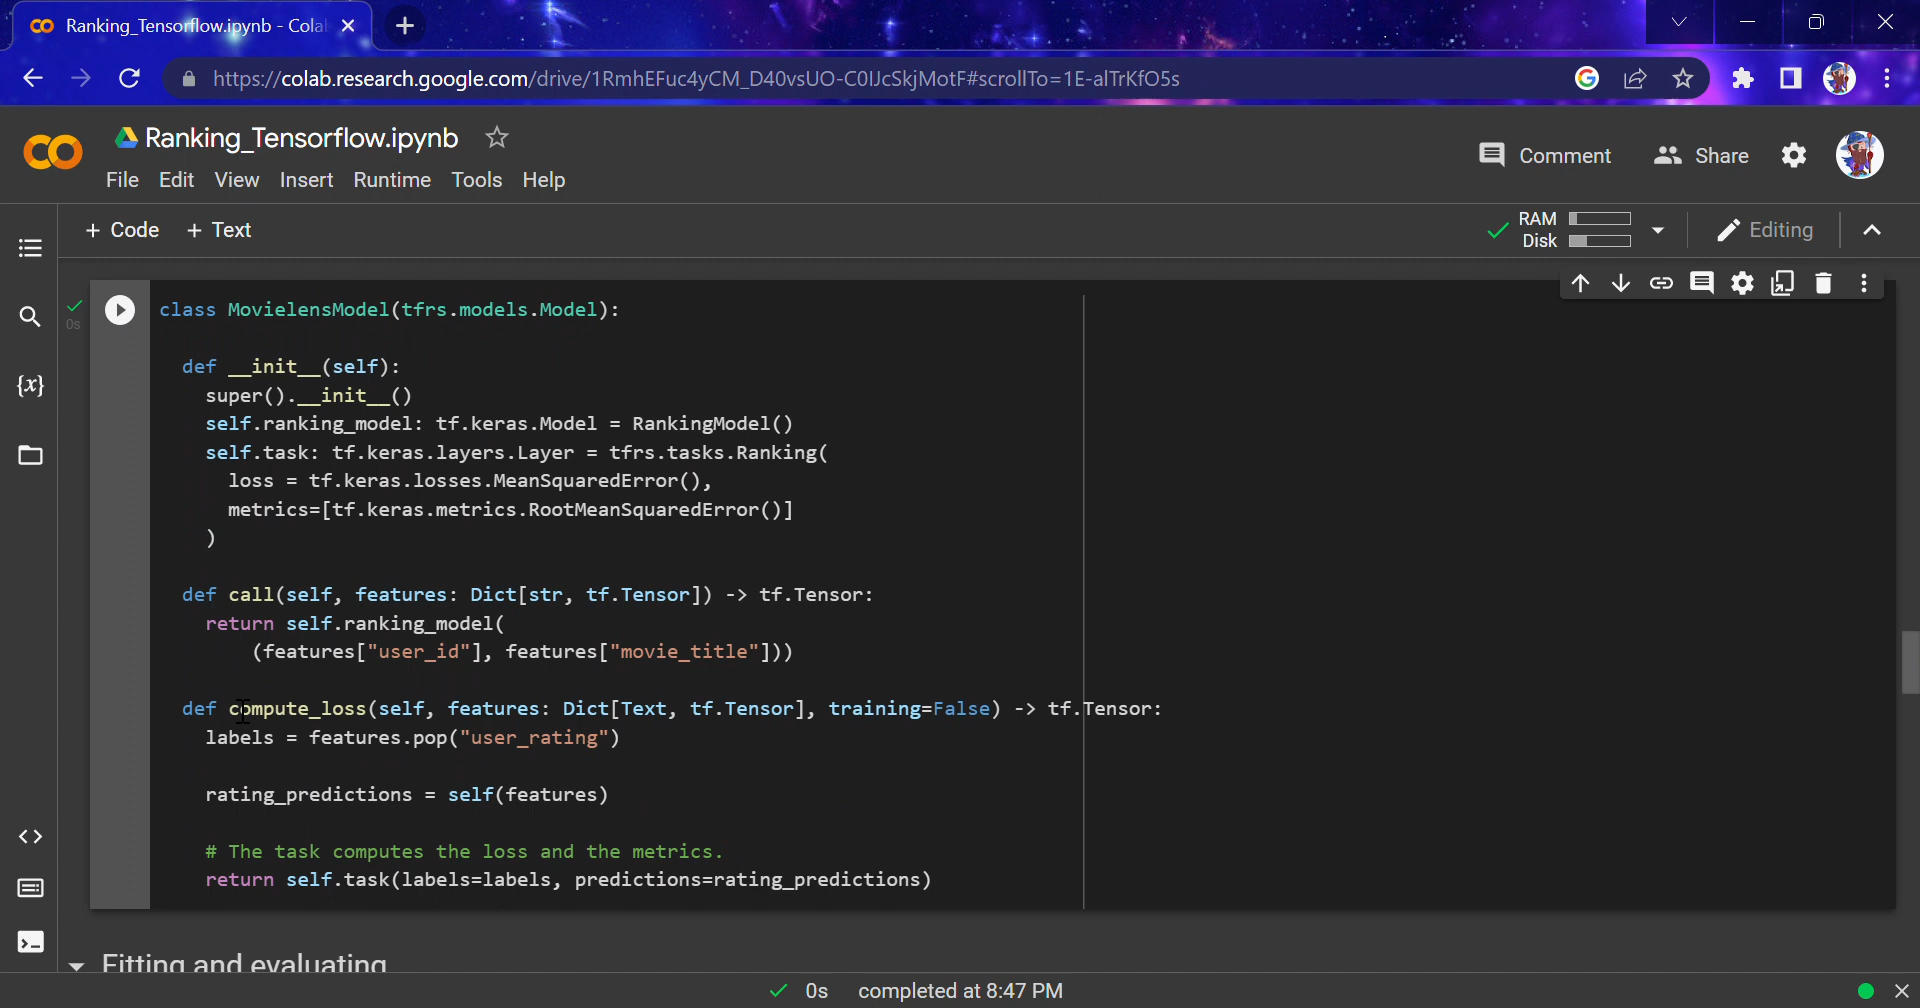 Ranking_Tensorflow.ipynb - Cola
https://colab.research.google.com/drive/1RmhEFuc4yCM_D40vsUO-C0IJcSkjMotF#scrollTo=1E-alTrKfO5s
Ranking_Tensorflow.ipynb
File Edit View Insert Runtime Tools Help
Comment Share
+ Code + Text
RAM
Disk
Editing
0s
class MovielensModel(tfrs.models.Model):
def __init__(self):
super().__init__()
self.ranking_model: tf.keras.Model = RankingModel()
self.task: tf.keras.layers.Layer = tfrs.tasks.Ranking(
loss = tf.keras.losses.MeanSquaredError(),
metrics=[tf.keras.metrics.RootMeanSquaredError()]
)
def call(self, features: Dict[str, tf.Tensor]) -> tf.Tensor:
return self.ranking_model(
(features["user_id"], features["movie_title"]))
def compute_loss(self, features: Dict[Text, tf.Tensor], training=False) -> tf.Tensor:
labels = features.pop("user_rating")
rating_predictions = self(features)
# The task computes the loss and the metrics.
return self.task(labels=labels, predictions=rating_predictions)
Fitting and evaluating
0s completed at 8:47 PM